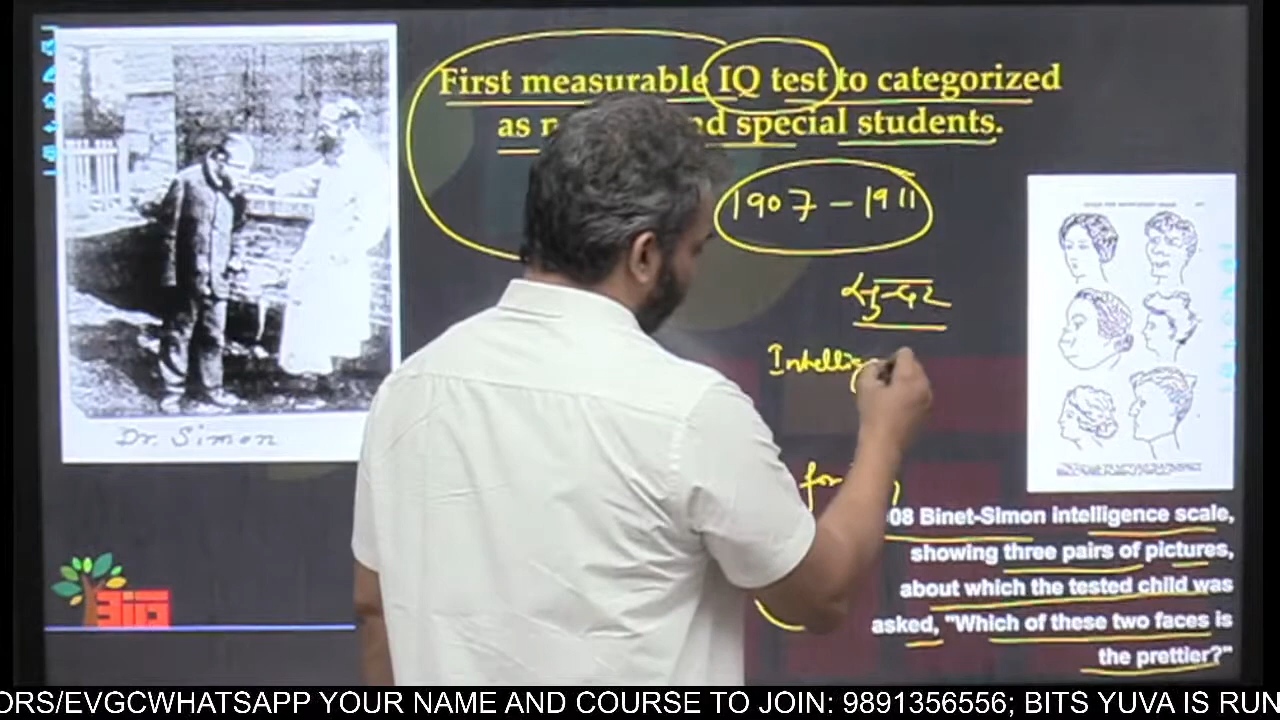 First measurable IQ test to categorized
as nd special students.
1907 - 1911
Intellig
for
Dr. Simon
08 Binet-Simon intelligence scale,
showing three pairs of pictures,
about which the tested child was
asked, "Which of these two faces is
the prettier?"
ORS/EVGCWHATSAPP YOUR NAME AND COURSE TO JOIN: 9891356556; BITS YUVA IS RUN